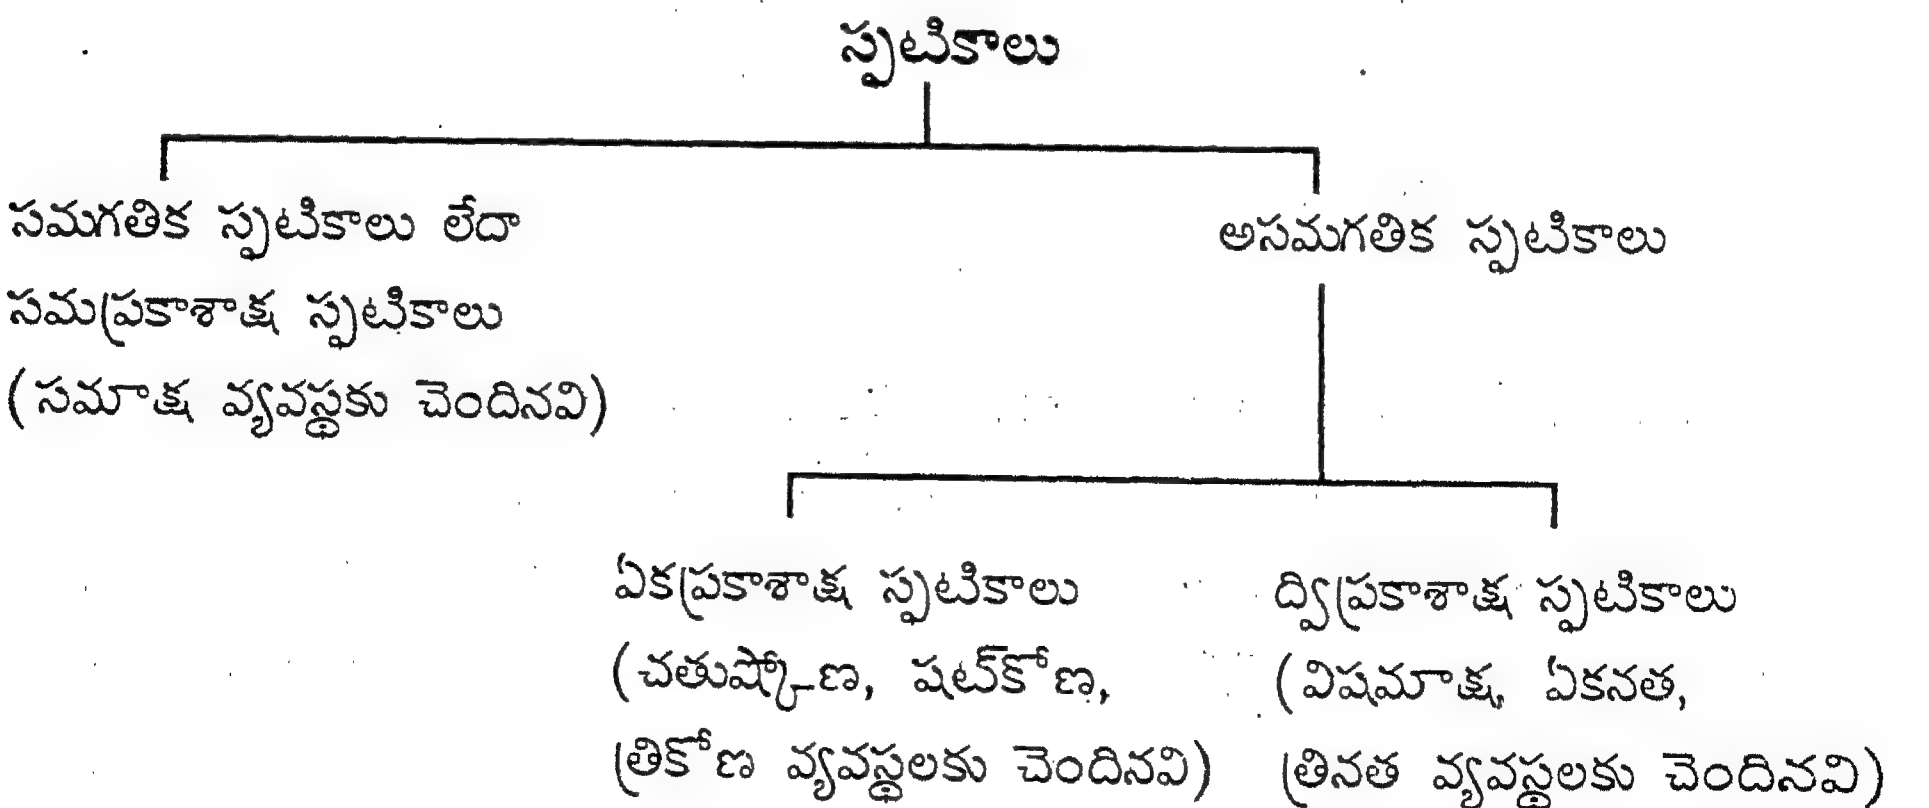 స్ఫటికాలు
సమగతిక స్ఫటికాలు లేదా
సమప్రకాశాక్ష స్ఫటికాలు
(సమాక్ష వ్యవస్థకు చెందినవి)
అసమగతిక స్ఫటికాలు
ఏకప్రకాశాక్ష స్ఫటికాలు
(చతుష్కోణ, షట్‌కోణ,
త్రికోణ వ్యవస్థలకు చెందినవి)
ద్విప్రకాశాక్ష స్ఫటికాలు
(విషమాక్ష, ఏకనత,
త్రినత వ్యవస్థలకు చెందినవి)